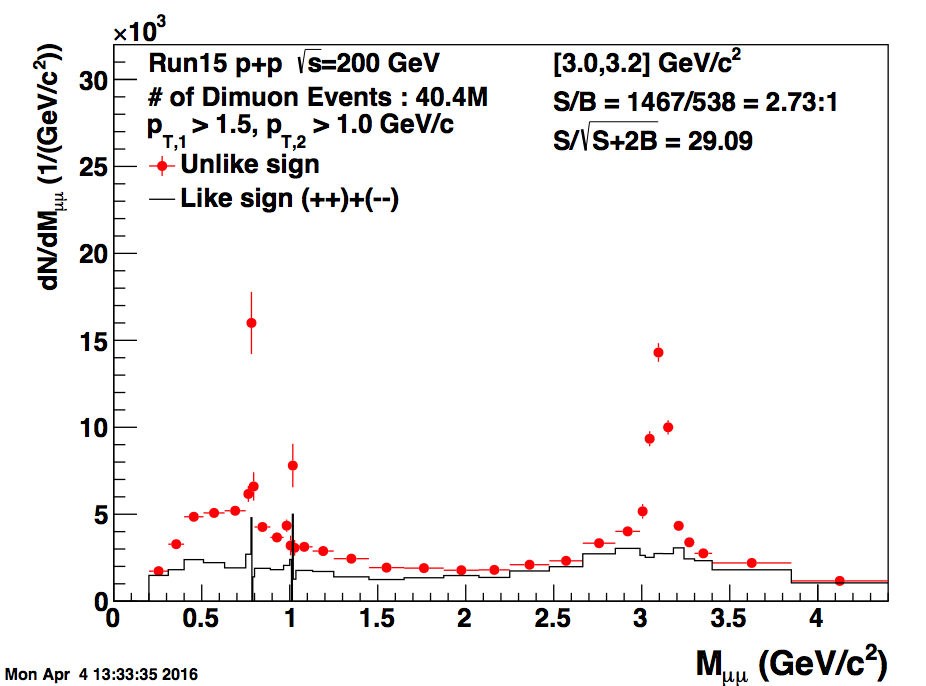 ×10³
Run15 p+p √s=200 GeV
# of Dimuon Events : 40.4M
p_T,1 > 1.5, p_T,2 > 1.0 GeV/c
Unlike sign
Like sign (++)+(--)
[3.0,3.2] GeV/c²
S/B = 1467/538 = 2.73:1
S/√S+2B = 29.09
dN/dM_μμ (1/(GeV/c²))
30
25
20
15
10
5
0
0 0.5 1 1.5 2 2.5 3 3.5 4
M_μμ (GeV/c²)
Mon Apr 4 13:33:35 2016